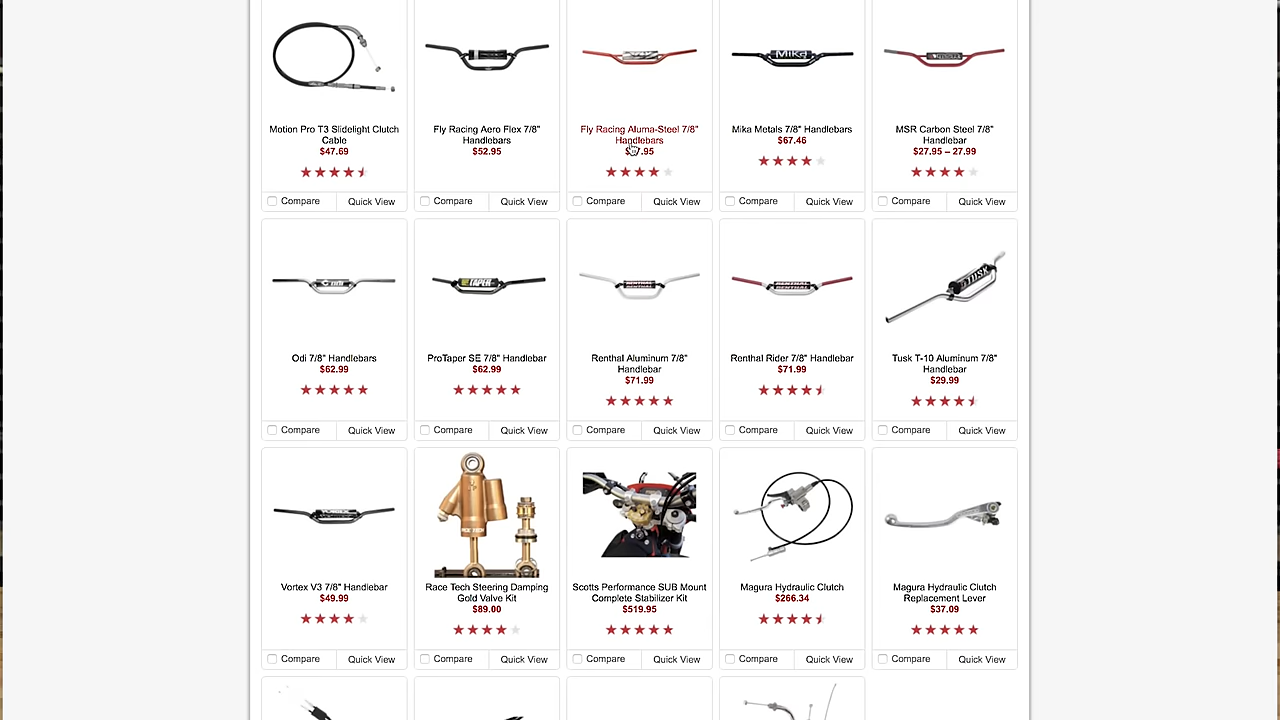 MIKA
Motion Pro T3 Slidelight Clutch
Cable
$47.69
Compare
Quick View
Fly Racing Aero Flex 7/8"
Handlebars
$52.95
Compare
Quick View
Fly Racing Aluma-Steel 7/8"
Handlebars
Compare
Quick View
Mika Metals 7/8" Handlebars
$67.46
Compare
Quick View
MSR Carbon Steel 7/8"
Handlebar
$27.95 – 27.99
Compare
Quick View
TAPER
RENTHAL
TUSK
Odi 7/8" Handlebars
$62.99
Compare
Quick View
ProTaper SE 7/8" Handlebar
$62.99
Compare
Quick View
Renthal Aluminum 7/8"
Handlebar
$71.99
Compare
Quick View
Renthal Rider 7/8" Handlebar
$71.99
Compare
Quick View
Tusk T-10 Aluminum 7/8"
Handlebar
$29.99
Compare
Quick View
VORTEX
RACE TECH
Vortex V3 7/8" Handlebar
$49.99
Compare
Quick View
Race Tech Steering Damping
Gold Valve Kit
$89.00
Compare
Quick View
Scotts Performance SUB Mount
Complete Stabilizer Kit
$519.95
Compare
Quick View
Magura Hydraulic Clutch
$266.34
Compare
Quick View
Magura Hydraulic Clutch
Replacement Lever
$37.09
Compare
Quick View